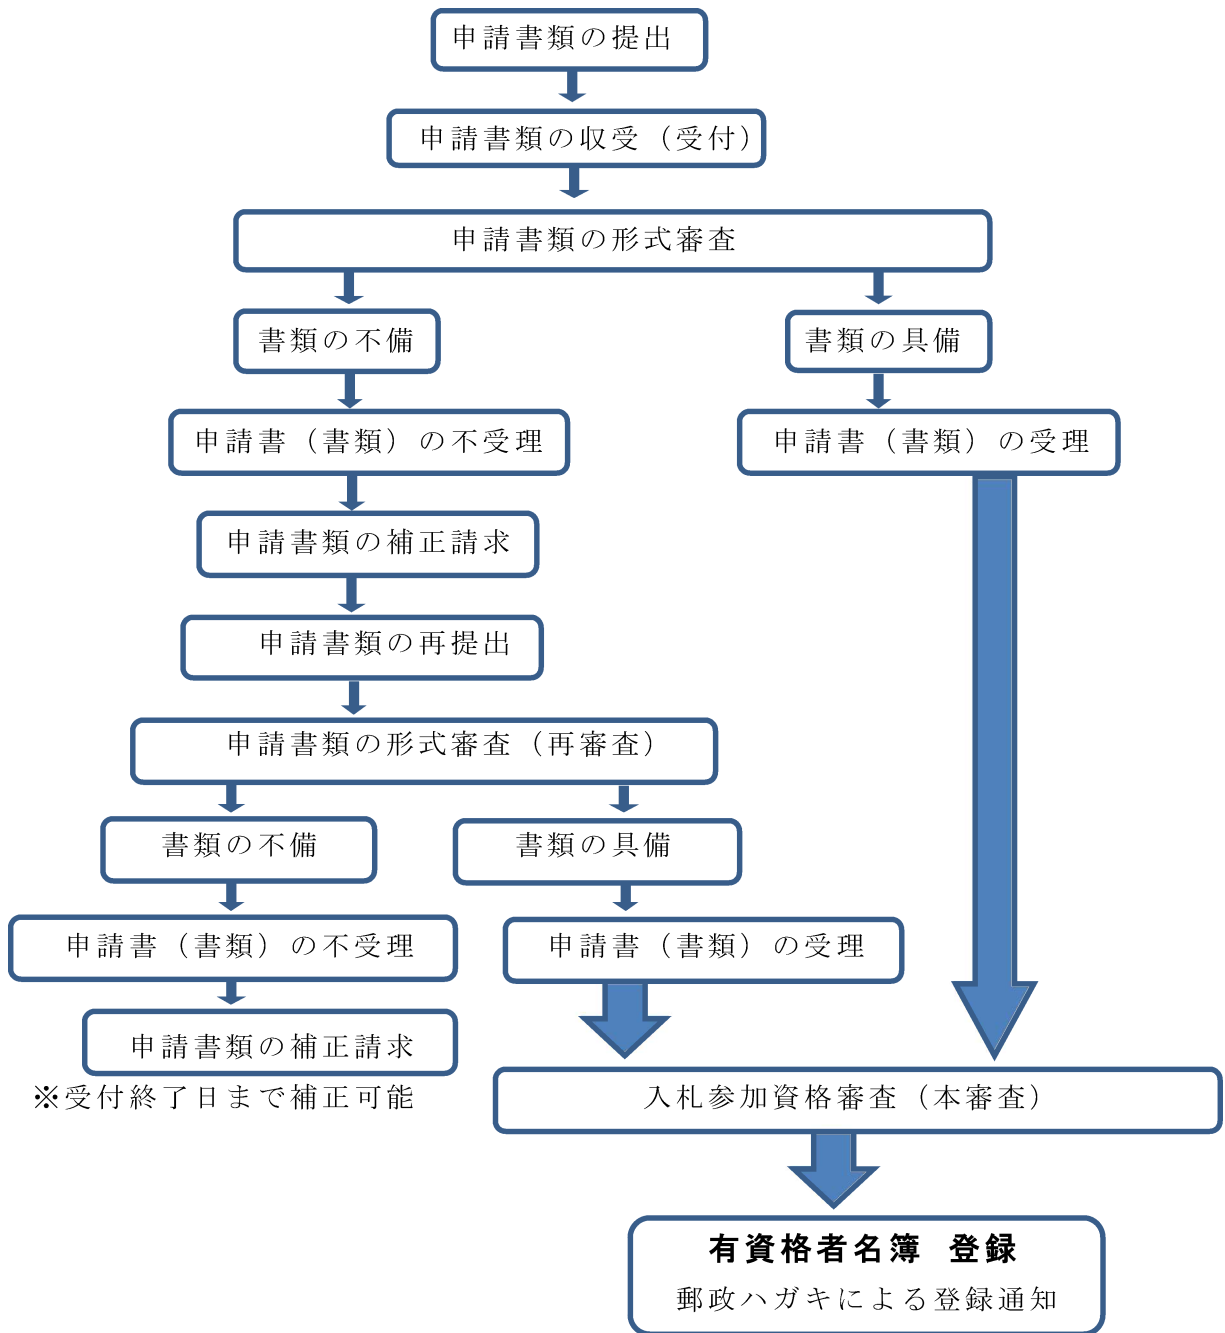 申請書類の提出
申請書類の収受（受付）
申請書類の形式審査
書類の不備
書類の具備
申請書（書類）の不受理
申請書（書類）の受理
申請書類の補正請求
申請書類の再提出
申請書類の形式審査（再審査）
書類の不備
書類の具備
申請書（書類）の不受理
申請書（書類）の受理
申請書類の補正請求
※受付終了日まで補正可能
入札参加資格審査（本審査）
有資格者名簿　登録
郵政ハガキによる登録通知